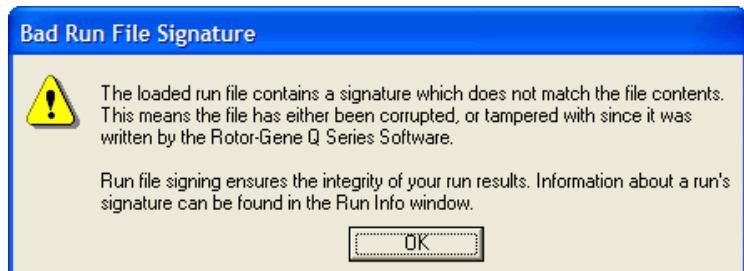 Bad Run File Signature
The loaded run file contains a signature which does not match the file contents.
This means the file has either been corrupted, or tampered with since it was
written by the Rotor-Gene Q Series Software.
Run file signing ensures the integrity of your run results. Information about a run's
signature can be found in the Run Info window.
OK